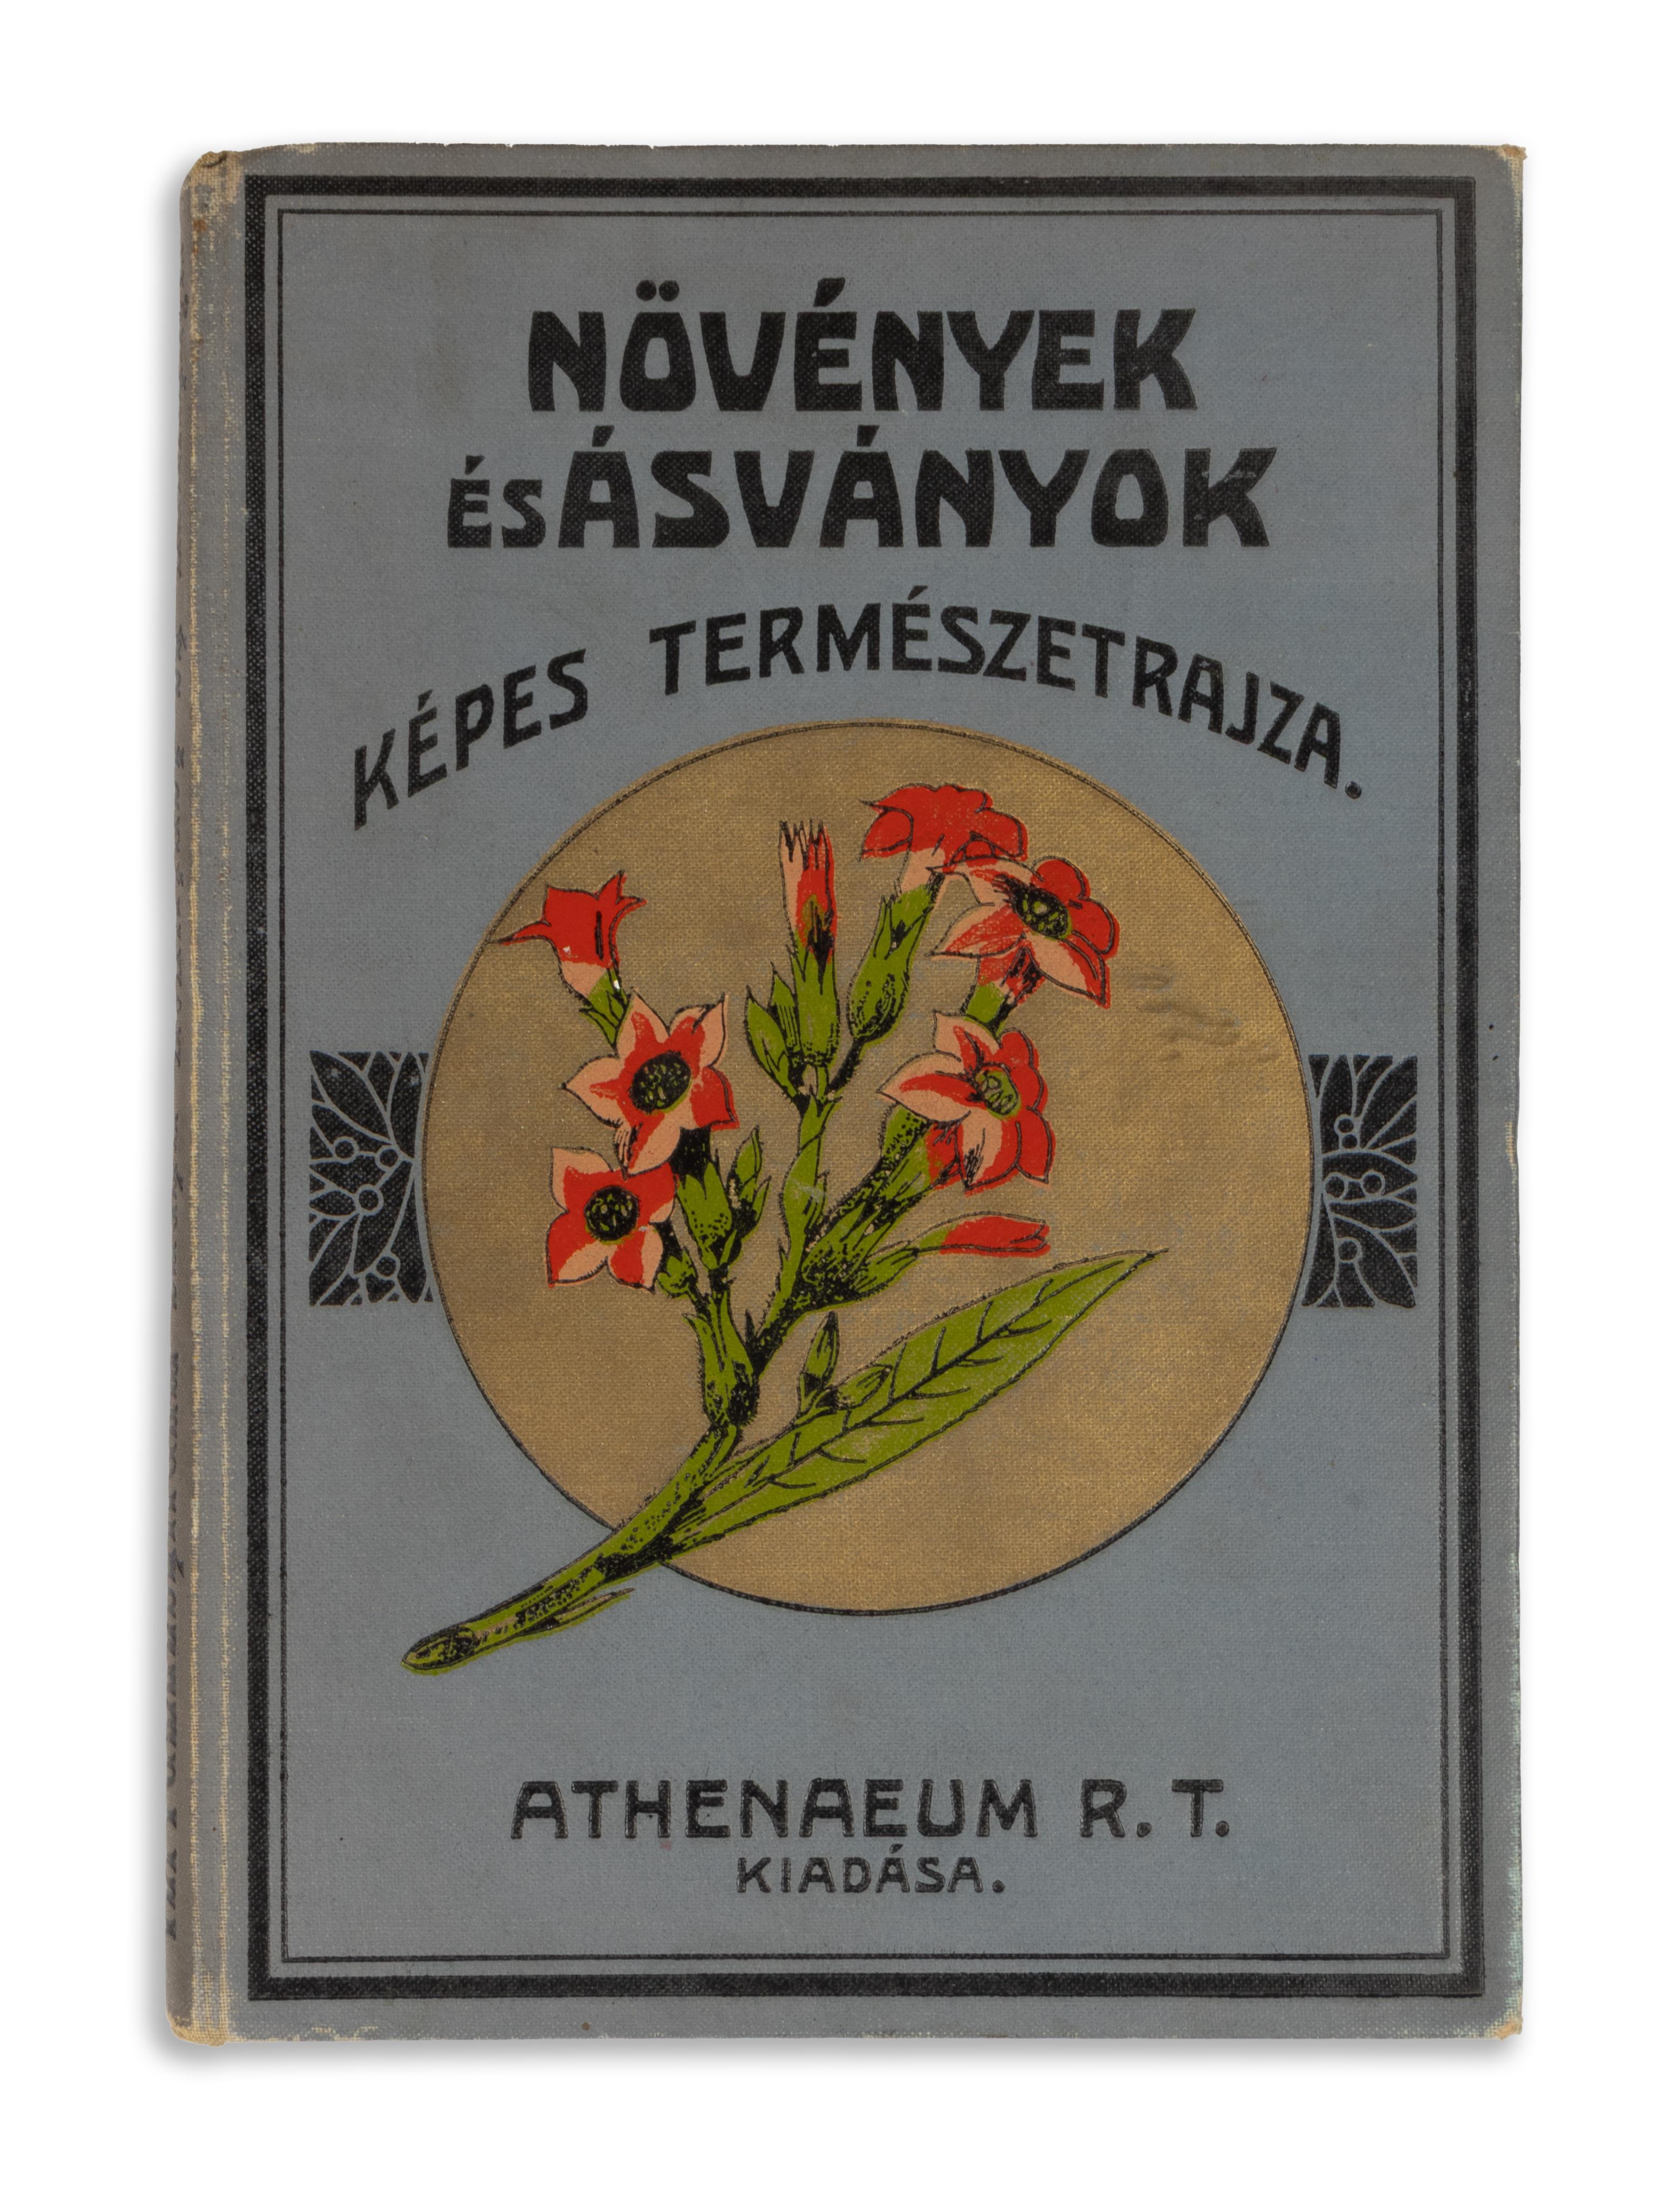 NÖVÉNYEK
ÉS ÁSVÁNYOK
KÉPES TERMÉSZETRAJZA.
ATHENAEUM R. T.
KIADÁSA.